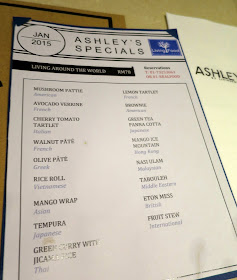 JAN
2015
ASHLEY'S
SPECIALS
Living Food
LIVING AROUND THE WORLD
RM78
Reservations
MUSHROOM PATTIE
American
AVOCADO VERRINE
French
CHERRY TOMATO
TARTLET
Italian
WALNUT PÂTÉ
French
OLIVE PÂTÉ
Greek
RICE ROLL
Vietnamese
MANGO WRAP
Asian
TEMPURA
Japanese
GREEN CURRY WITH
JICAMA RICE
Thai
LEMON TARTLET
French
BROWNIE
American
GREEN TEA
PANNA COTTA
Japanese
MANGO ICE
MOUNTAIN
Hong Kong
NASI ULAM
Malaysian
TABOULEH
Middle Eastern
ETON MESS
British
FRUIT STEW
International
ASHLEY